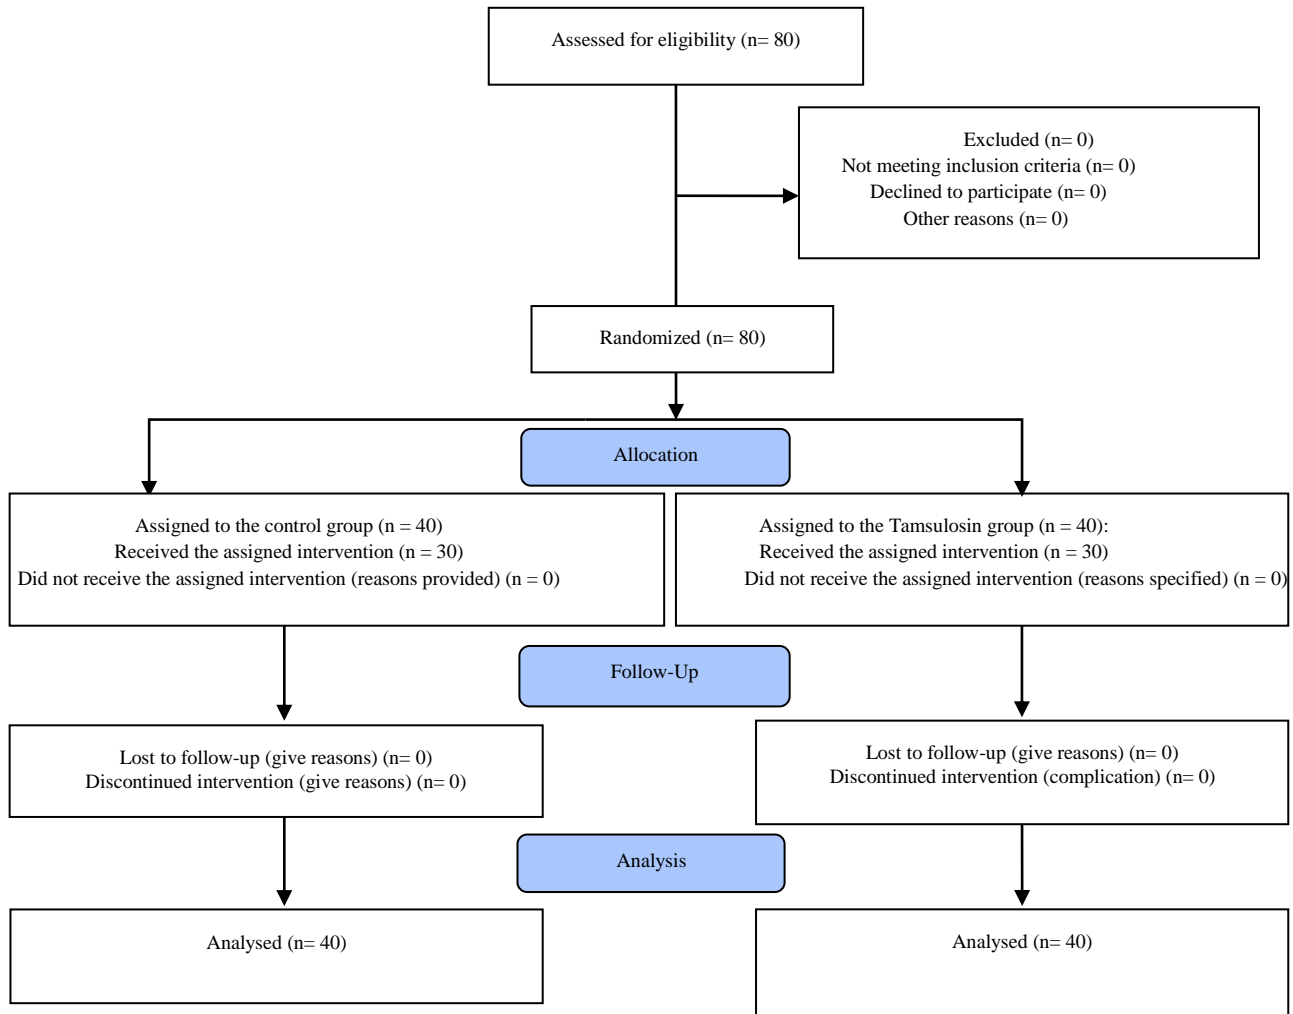 Assessed for eligibility (n= 80)
Excluded (n= 0)
Not meeting inclusion criteria (n= 0)
Declined to participate (n= 0)
Other reasons (n= 0)
Randomized (n= 80)
Allocation
Assigned to the control group (n = 40)
Received the assigned intervention (n = 30)
Did not receive the assigned intervention (reasons provided) (n = 0)
Assigned to the Tamsulosin group (n = 40):
Received the assigned intervention (n = 30)
Did not receive the assigned intervention (reasons specified) (n = 0)
Follow-Up
Lost to follow-up (give reasons) (n= 0)
Discontinued intervention (give reasons) (n= 0)
Lost to follow-up (give reasons) (n= 0)
Discontinued intervention (complication) (n= 0)
Analysis
Analysed (n= 40)
Analysed (n= 40)